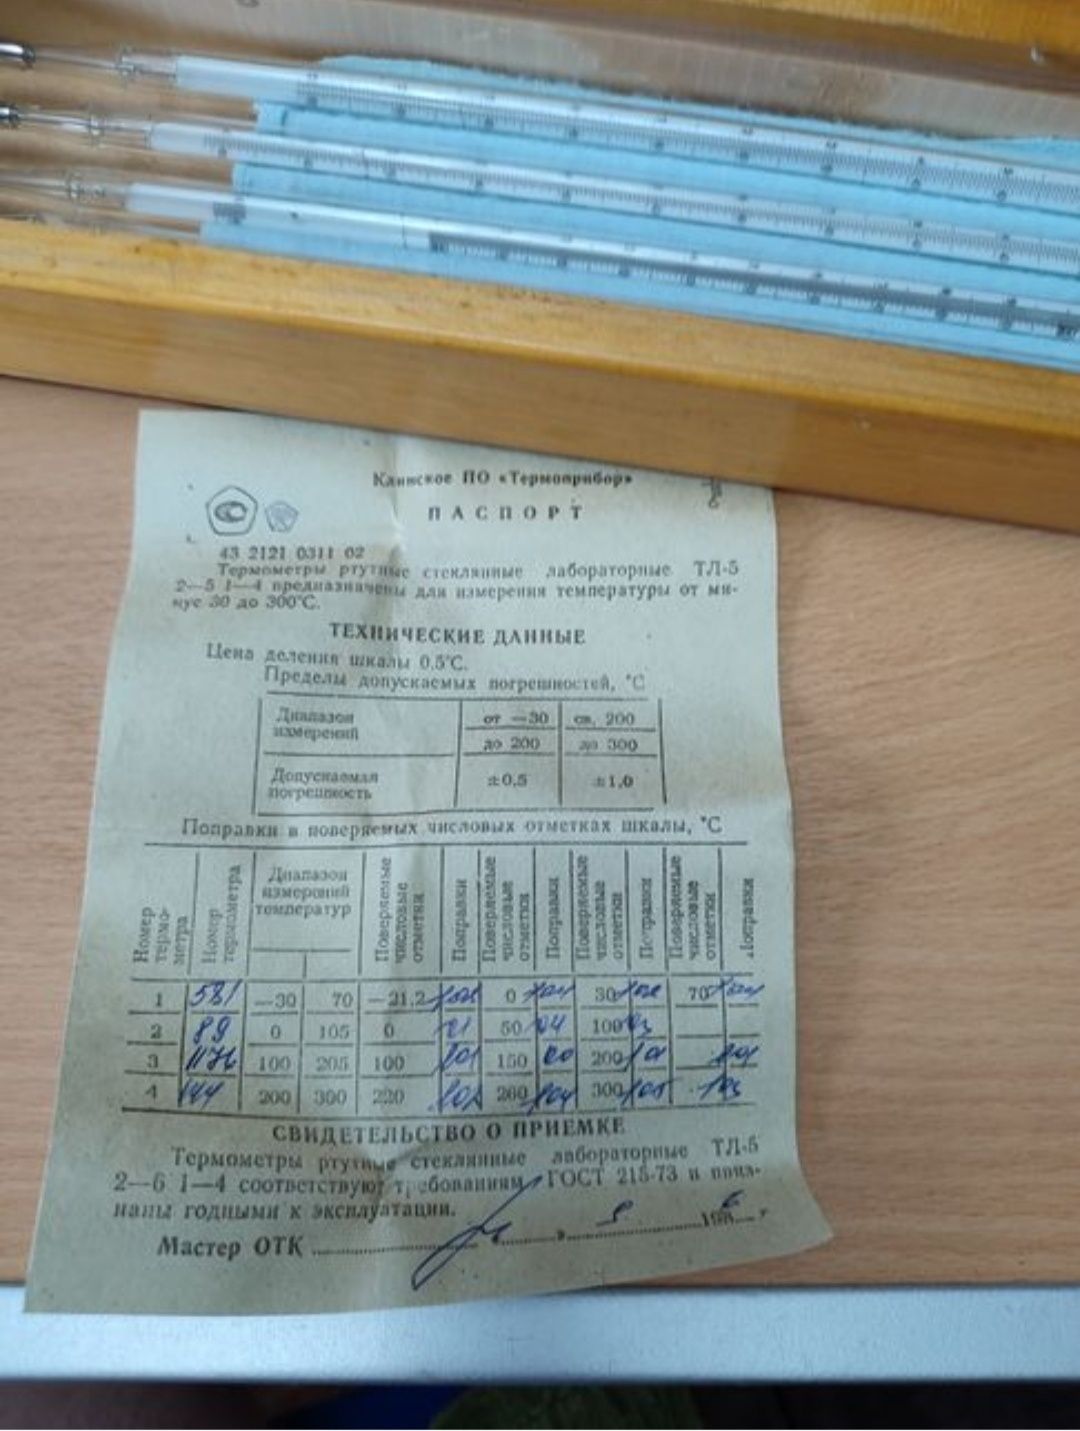 Клинское ПО «Термоприбор»
ПАСПОРТ
43 2121 0311 02
Термометры ртутные стеклянные лабораторные ТЛ-5
2—5 1—4 предназначены для измерения температуры от ми-
нус 30 до 300°С.
ТЕХНИЧЕСКИЕ ДАННЫЕ
Цена деления шкалы 0.5°С.
Пределы допускаемых погрешностей, °С
Диапазон измерений от —30 до 200 св. 200 до 300
Допускаемая погрешность ±0,5 ±1,0
Поправки в поверяемых числовых отметках шкалы, °С
Номер термо-метра Номер термометра Диапазон измерений температур Поверяемые числовые отметки Поправки Поверяемые числовые отметки Поправки Поверяемые числовые отметки Поправки Поверяемые числовые отметки Поправки
1 581 —30 70 —21,2 0 30 70
2 89 0 105 0 50 100
3 1176 100 205 100 150 200
4 144 200 300 220 260 300
СВИДЕТЕЛЬСТВО О ПРИЕМКЕ
Термометры ртутные стеклянные лабораторные ТЛ-5
2—6 1—4 соответствуют требованиям ГОСТ 215-73 и приз-
наны годными к эксплуатации.
Мастер ОТК 5 1986 г.